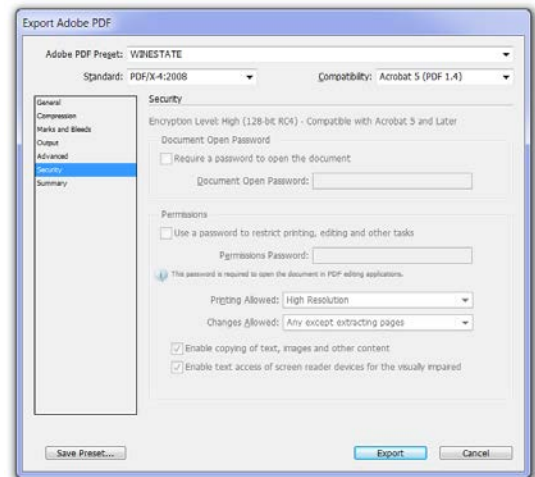 Export Adobe PDF
Adobe PDF Preset: WINESTATE
Standard: PDF/X-4:2008 Compatibility: Acrobat 5 (PDF 1.4)
General
Compression
Marks and Bleeds
Output
Advanced
Security
Summary
Security
Encryption Level: High (128-bit RC4) - Compatible with Acrobat 5 and Later
Document Open Password
Require a password to open the document
Document Open Password:
Permissions
Use a password to restrict printing, editing and other tasks
Permissions Password:
This password is required to open the document in PDF editing applications.
Printing Allowed: High Resolution
Changes Allowed: Any except extracting pages
Enable copying of text, images and other content
Enable text access of screen reader devices for the visually impaired
Save Preset... Export Cancel